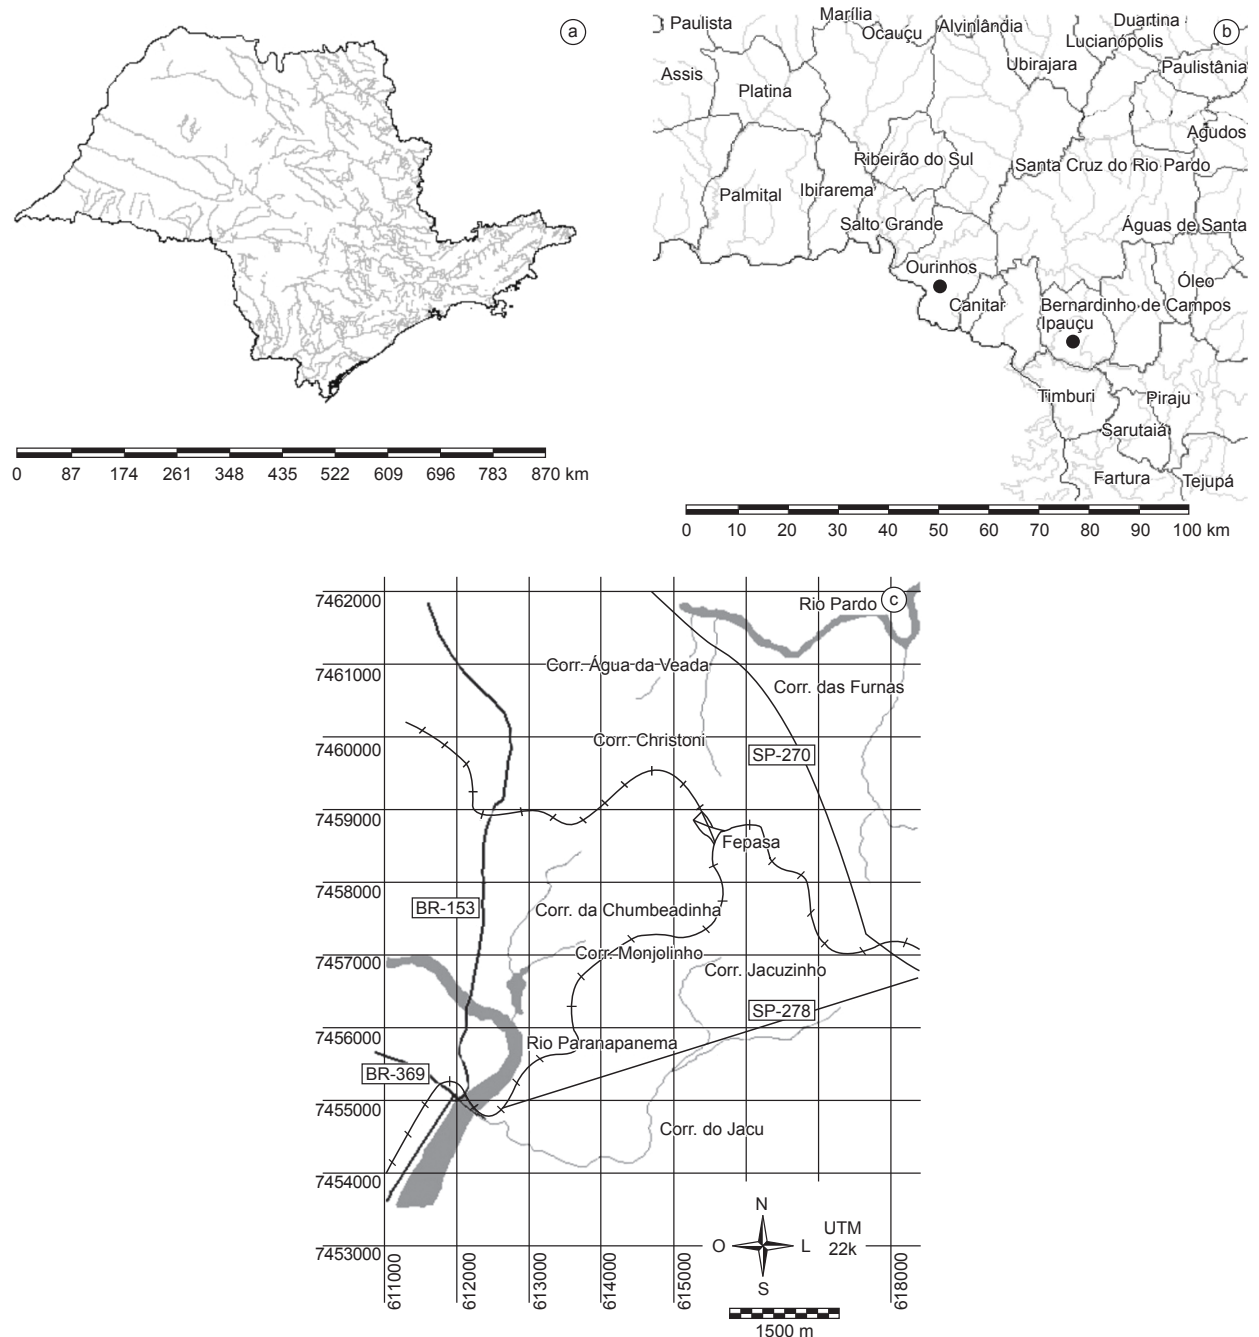 a
0 87 174 261 348 435 522 609 696 783 870 km
b
Paulista
Marília
Ocauçu
Alvinlândia
Duartina
Lucianópolis
Ubirajara
Paulistânia
Assis
Platina
Agudos
Ribeirão do Sul
Santa Cruz do Rio Pardo
Palmital
Ibirarema
Salto Grande
Águas de Santa
Ourinhos
Óleo
Canitar
Bernardinho de Campos
Ipauçu
Timburi
Piraju
Sarutaiá
Fartura
Tejupá
0 10 20 30 40 50 60 70 80 90 100 km
c
7462000
Rio Pardo
7461000
Corr. Água da Veada
Corr. das Furnas
7460000
Corr. Christoni
SP-270
7459000
Fepasa
7458000
BR-153
Corr. da Chumbeadinha
7457000
Corr. Monjolinho
Corr. Jacuzinho
SP-278
7456000
Rio Paranapanema
BR-369
7455000
Corr. do Jacu
7454000
N
O
L
S
UTM
22k
7453000
611000
612000
613000
614000
615000
618000
1500 m